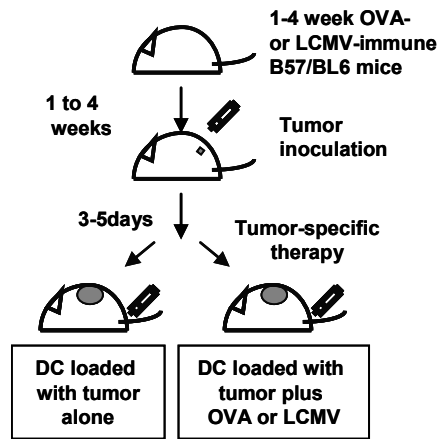 1-4 week OVA-
or LCMV-immune
B57/BL6 mice
1 to 4
weeks
Tumor
inoculation
3-5days
Tumor-specific
therapy
DC loaded
with tumor
alone
DC loaded with
tumor plus
OVA or LCMV